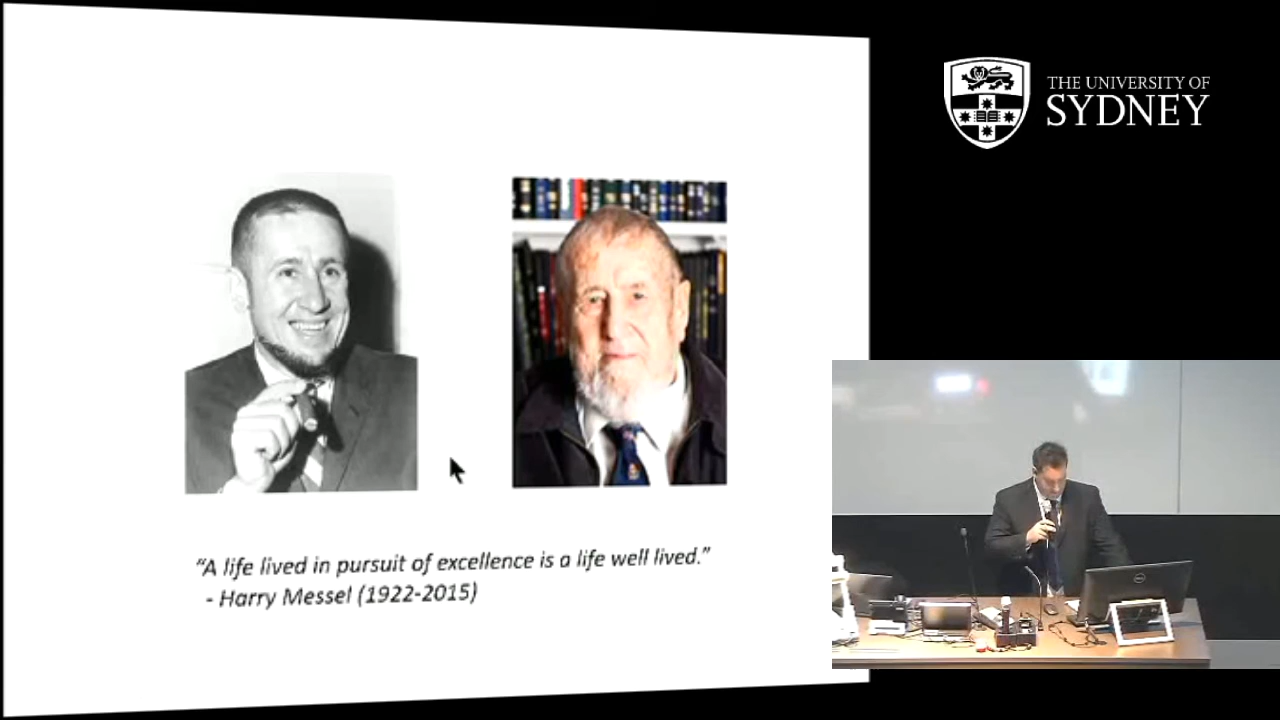 THE UNIVERSITY OF
SYDNEY
“A life lived in pursuit of excellence is a life well lived.”
- Harry Messel (1922-2015)